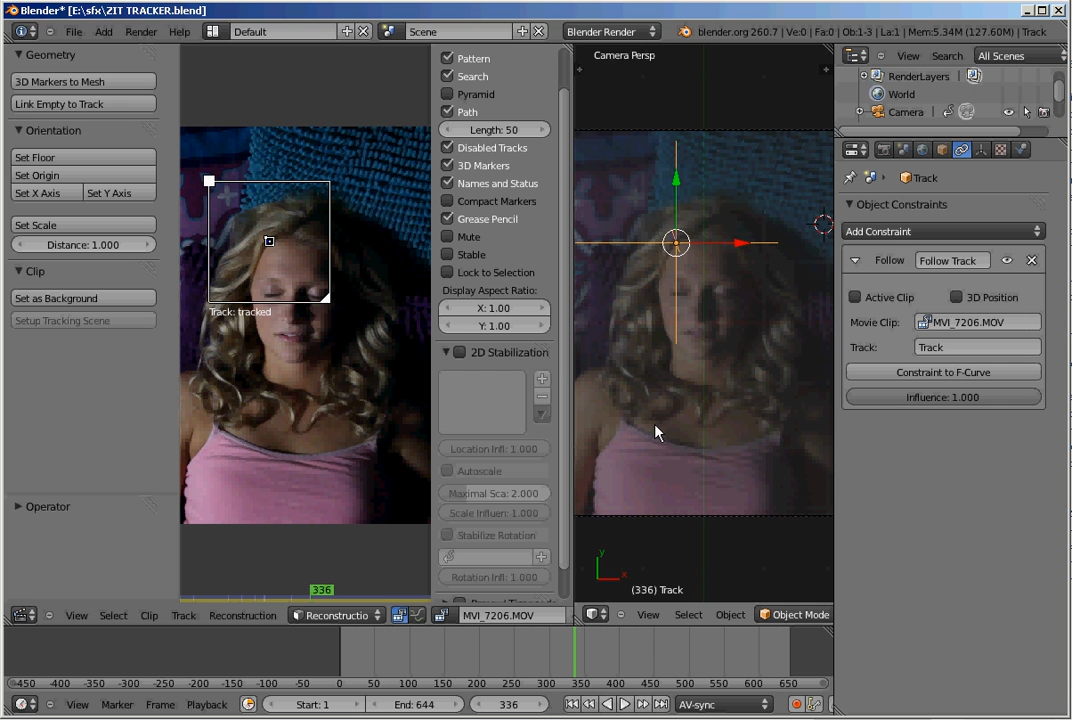 Blender* [E:\sfx\ZIT TRACKER.blend]
File Add Render Help Default Scene Blender Render blender.org 260.7 | Ve:0 | Fa:0 | Ob:1-3 | La:1 | Mem:5.34M (127.60M) | Track
Geometry
3D Markers to Mesh
Link Empty to Track
Orientation
Set Floor
Set Origin
Set X Axis Set Y Axis
Set Scale
Distance: 1.000
Clip
Set as Background
Setup Tracking Scene
Operator
Track: tracked
336
Pattern
Search
Pyramid
Path
Length: 50
Disabled Tracks
3D Markers
Names and Status
Compact Markers
Grease Pencil
Mute
Stable
Lock to Selection
Display Aspect Ratio:
X: 1.00
Y: 1.00
2D Stabilization
Location Infl: 1.000
Autoscale
Maximal Sca: 2.000
Scale Influen: 1.000
Stabilize Rotation
Rotation Infl: 1.000
Camera Persp
y
x
(336) Track
View Search All Scenes
RenderLayers
World
Camera
Track
Object Constraints
Add Constraint
Follow Follow Track
Active Clip 3D Position
Movie Clip: MVI_7206.MOV
Track: Track
Constraint to F-Curve
Influence: 1.000
View Select Clip Track Reconstruction Reconstructio MVI_7206.MOV
View Select Object Object Mode
-450 -400 -350 -300 -250 -200 -150 -100 -50 0 50 100 150 200 250 300 350 400 450 500 550 600 650
View Marker Frame Playback Start: 1 End: 644 336 AV-sync